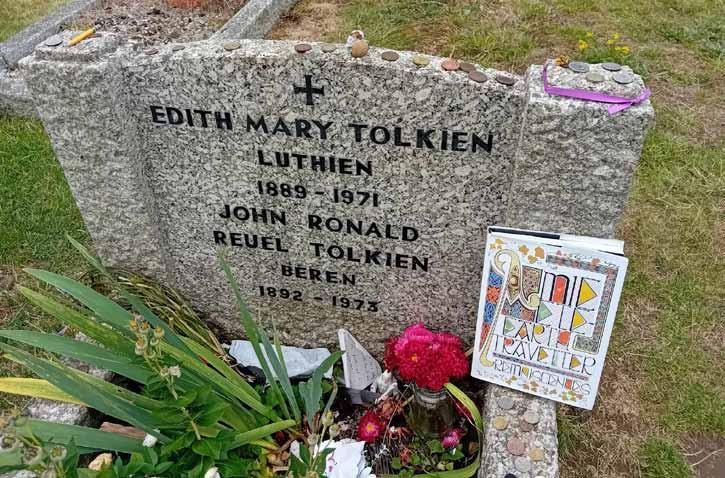 EDITH MARY TOLKIEN
LUTHIEN
1889 - 1971
JOHN RONALD
REUEL TOLKIEN
BEREN
1892 - 1973